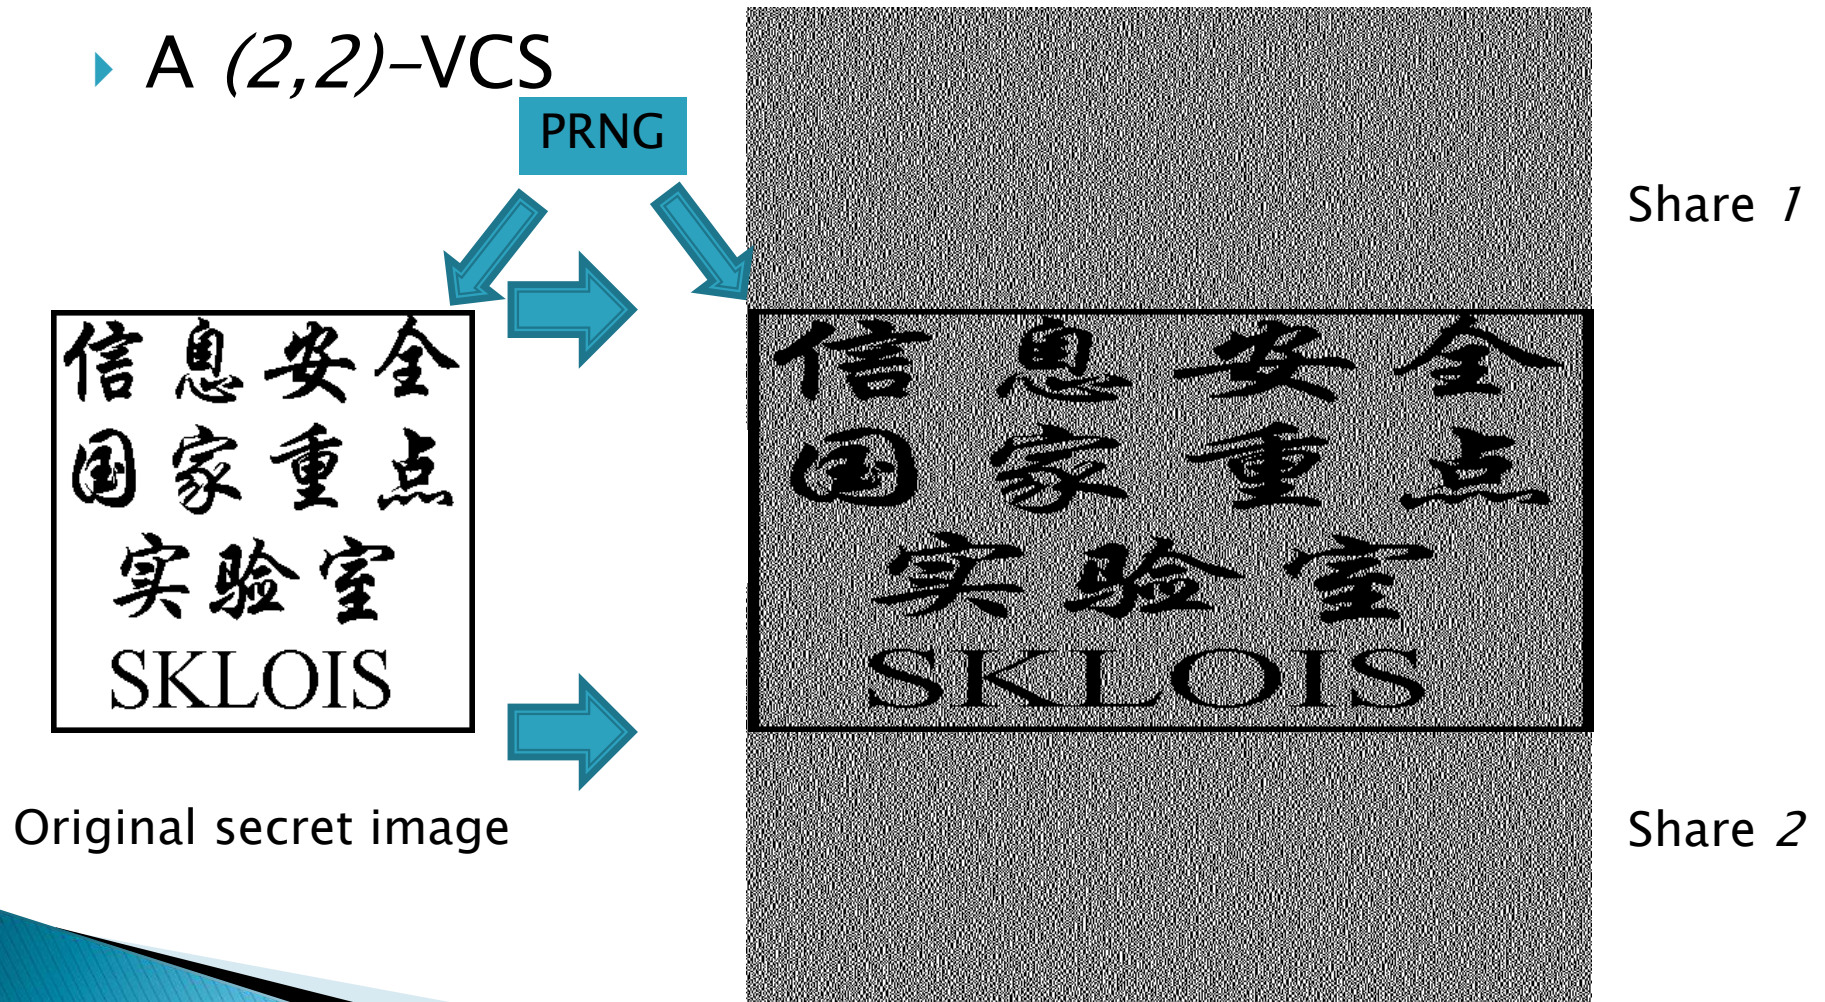 A (2,2)-VCS
PRNG
Share 1
信息安全
国家重点
实验室
SKLOIS
信息安全
国家重点
实验室
SKLOIS
Original secret image
Share 2